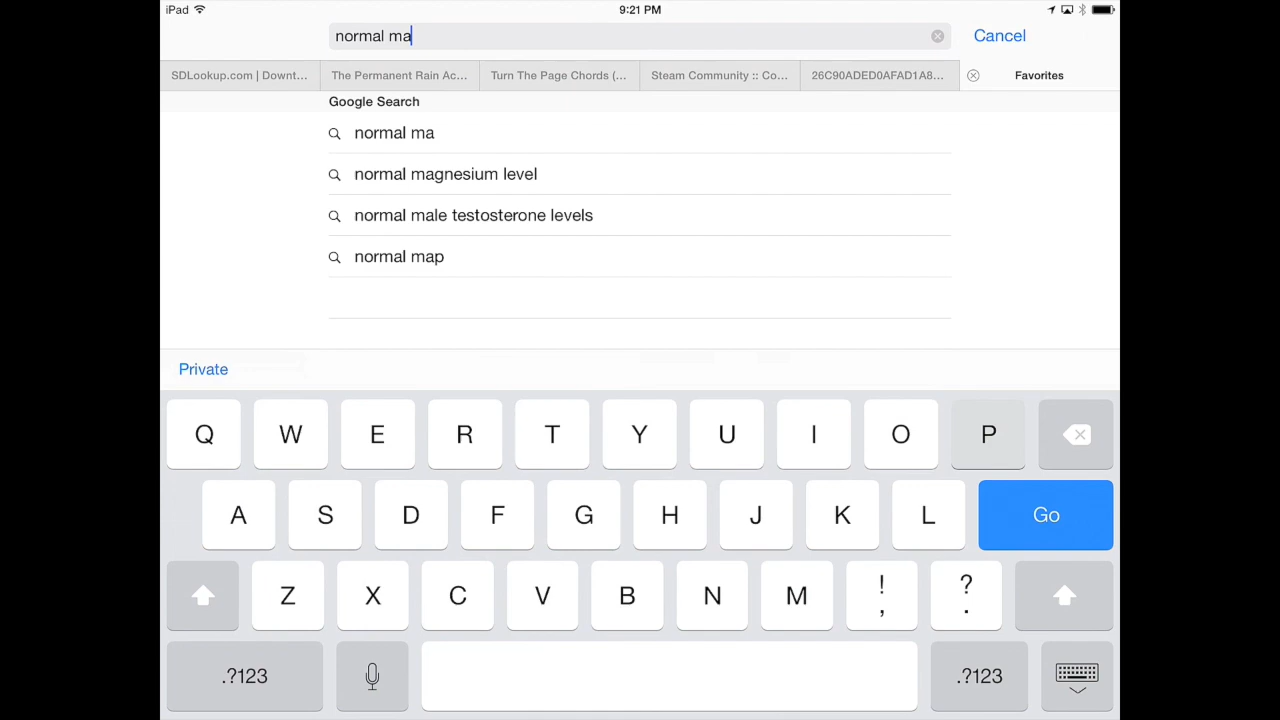 iPad 9:21 PM
normal ma Cancel
SDLookup.com | Downt... The Permanent Rain Ac... Turn The Page Chords (... Steam Community :: Co... 26C90ADED0AFAD1A8... Favorites
Google Search
normal ma
normal magnesium level
normal male testosterone levels
normal map
Private
Q W E R T Y U I O P
A S D F G H J K L Go
Z X C V B N M ! , ? .
.?123 .?123